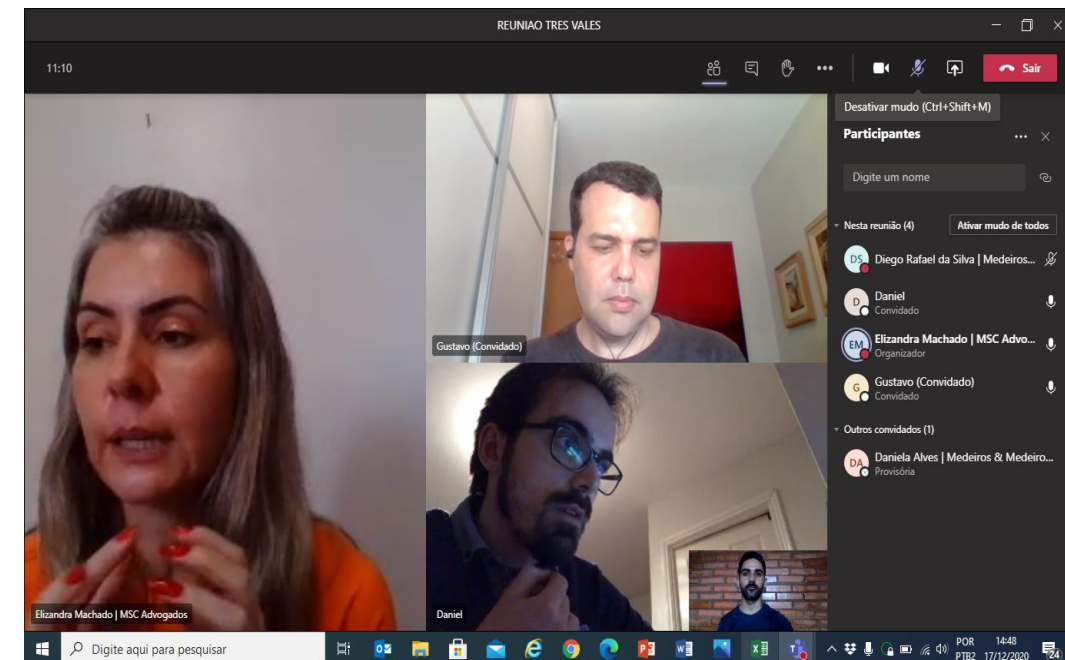 REUNIAO TRES VALES
11:10
Sair
Desativar mudo (Ctrl+Shift+M)
Participantes
Digite um nome
Nesta reunião (4)
Ativar mudo de todos
DS
Diego Rafael da Silva | Medeiros...
D
Daniel
Convidado
EM
Elizandra Machado | MSC Advo...
Organizador
G
Gustavo (Convidado)
Convidado
Outros convidados (1)
DA
Daniela Alves | Medeiros & Medeiro...
Provisória
Gustavo (Convidado)
Elizandra Machado | MSC Advogados
Daniel
Digite aqui para pesquisar
POR
PTB2
14:48
17/12/2020
24